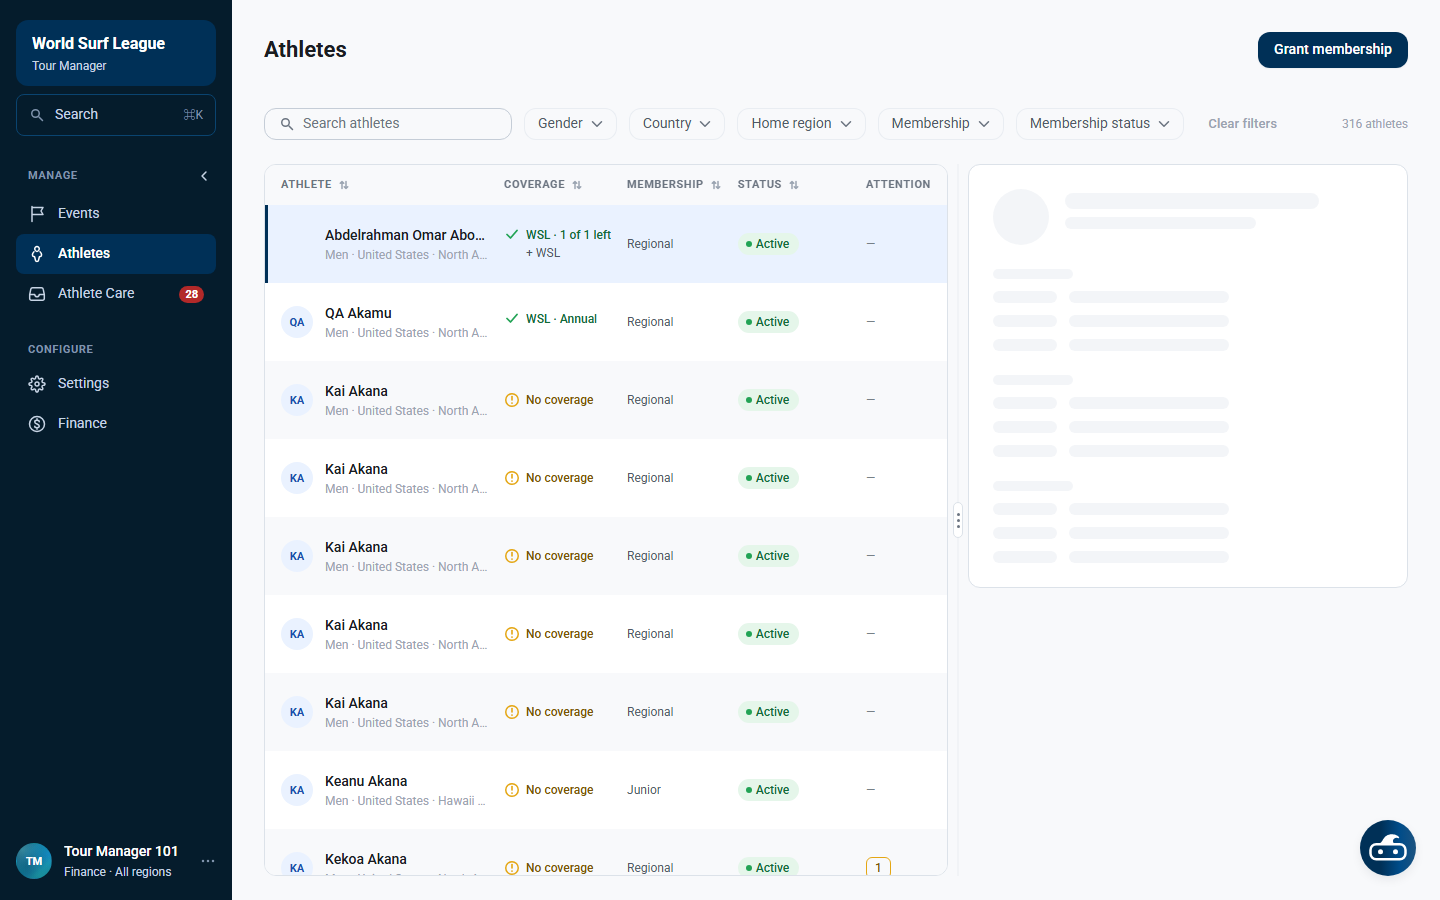 World Surf League
Tour Manager
Search
⌘K
MANAGE
Events
Athletes
Athlete Care
28
CONFIGURE
Settings
Finance
TM
Tour Manager 101
Finance · All regions
Athletes
Grant membership
Search athletes
Gender
Country
Home region
Membership
Membership status
Clear filters
316 athletes
ATHLETE
COVERAGE
MEMBERSHIP
STATUS
ATTENTION
Abdelrahman Omar Abo...
Men · United States · North A...
WSL · 1 of 1 left
+ WSL
Regional
Active
—
QA
QA Akamu
Men · United States · North A...
WSL · Annual
Regional
Active
—
KA
Kai Akana
Men · United States · North A...
No coverage
Regional
Active
—
KA
Kai Akana
Men · United States · North A...
No coverage
Regional
Active
—
KA
Kai Akana
Men · United States · North A...
No coverage
Regional
Active
—
KA
Kai Akana
Men · United States · North A...
No coverage
Regional
Active
—
KA
Kai Akana
Men · United States · North A...
No coverage
Regional
Active
—
KA
Keanu Akana
Men · United States · Hawaii ...
No coverage
Junior
Active
—
KA
Kekoa Akana
No coverage
Regional
Active
1